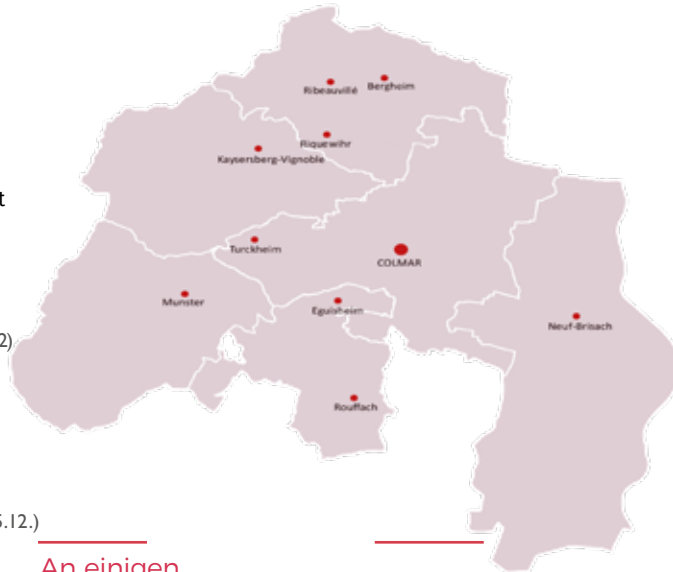 Ribeauvillé
Bergheim
Riquewihr
Kaysersberg-Vignoble
t
Turckheim
COLMAR
Munster
Eguisheim
Neuf-Brisach
2)
Rouffach
5.12.)
An einigen